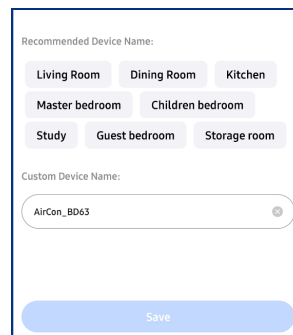 Recommended Device Name:
Living Room Dining Room Kitchen
Master bedroom Children bedroom
Study Guest bedroom Storage room
Custom Device Name:
AirCon_BD63
Save